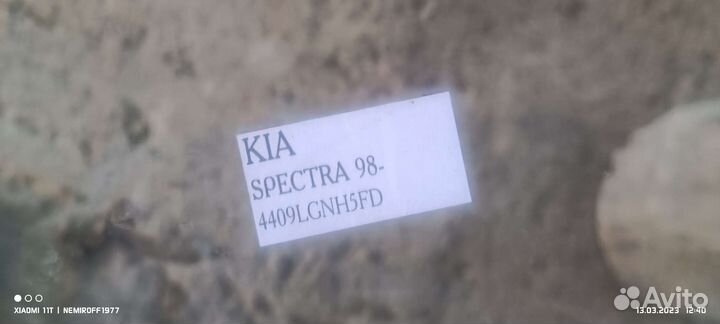 KIA
SPECTRA 98-
4409LGNH5FD
XIAOMI 11T | NEMIROFF1977
Avito
13.03.2023 12:40